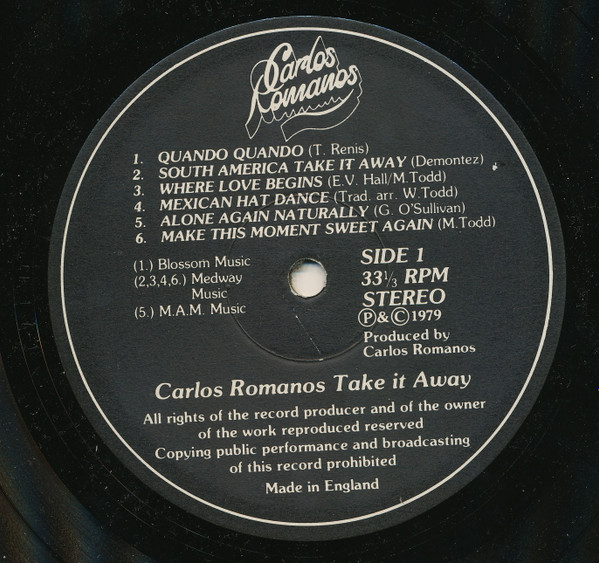 Carlos
Romanos
1. QUANDO QUANDO (T. Renis)
2. SOUTH AMERICA TAKE IT AWAY (Demontez)
3. WHERE LOVE BEGINS (E.V. Hall/M.Todd)
4. MEXICAN HAT DANCE (Trad. arr. W.Todd)
5. ALONE AGAIN NATURALLY (G. O'Sullivan)
6. MAKE THIS MOMENT SWEET AGAIN (M.Todd)
(1.) Blossom Music
(2,3,4,6.) Medway
Music
(5.) M.A.M. Music
SIDE 1
33⅓ RPM
STEREO
Ⓟ&Ⓒ1979
Produced by
Carlos Romanos
Carlos Romanos Take it Away
All rights of the record producer and of the owner
of the work reproduced reserved
Copying public performance and broadcasting
of this record prohibited
Made in England